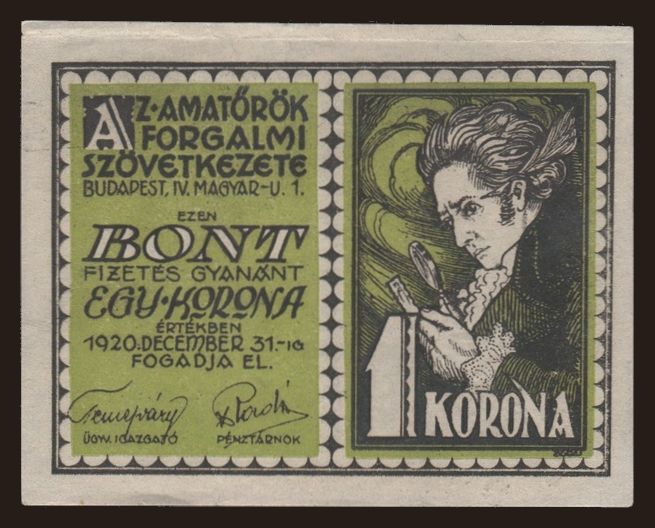 AZ·AMATŐRÖK
FORGALMI
SZÖVETKEZETE
BUDAPEST, IV. MAGYAR-U. 1.
EZEN
BONT
FIZETÉS GYANÁNT
EGY·KORONA
ÉRTÉKBEN
1920. DECEMBER 31.-IG
FOGADJA EL.
ÜGYV. IGAZGATÓ PÉNZTÁRNOK
1 KORONA